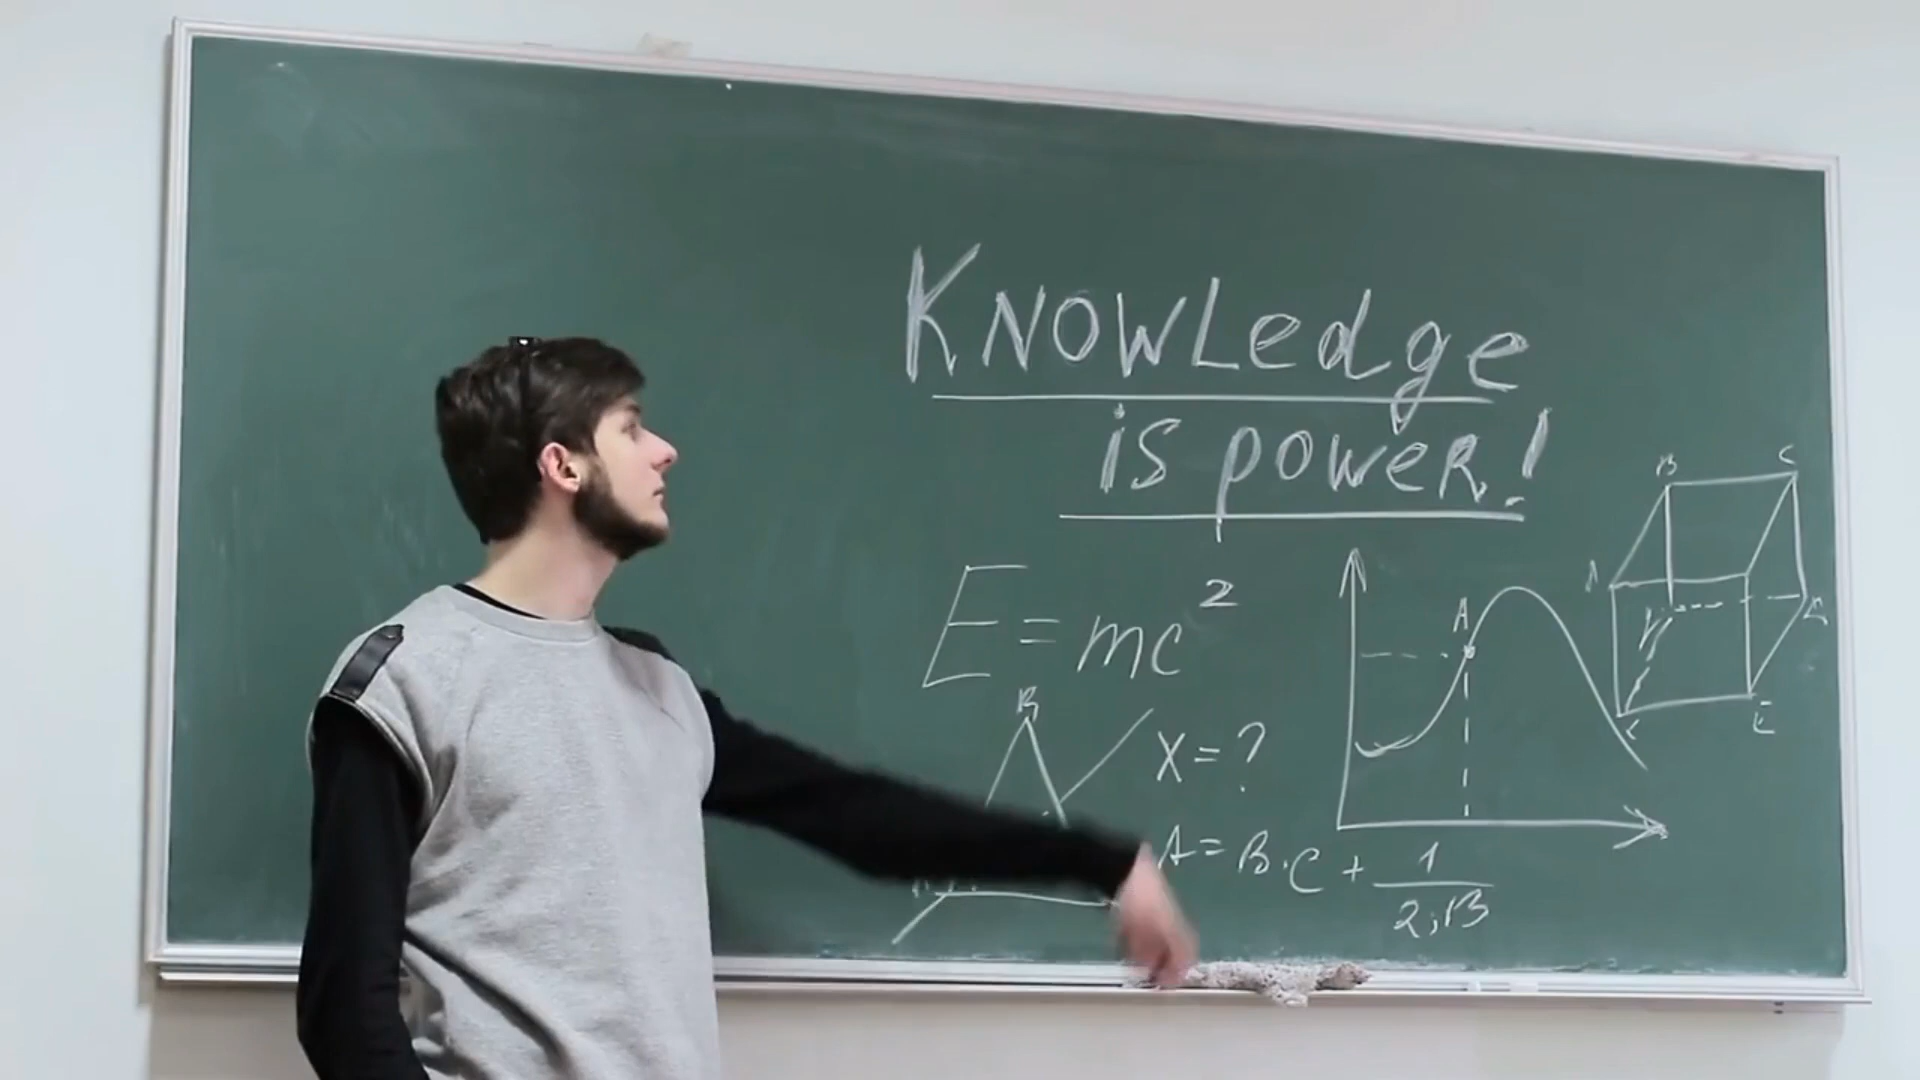 Knowledge
is power!
E = mc²
B
X = ?
A = B·C + 1/2;B
A
B C
A
E